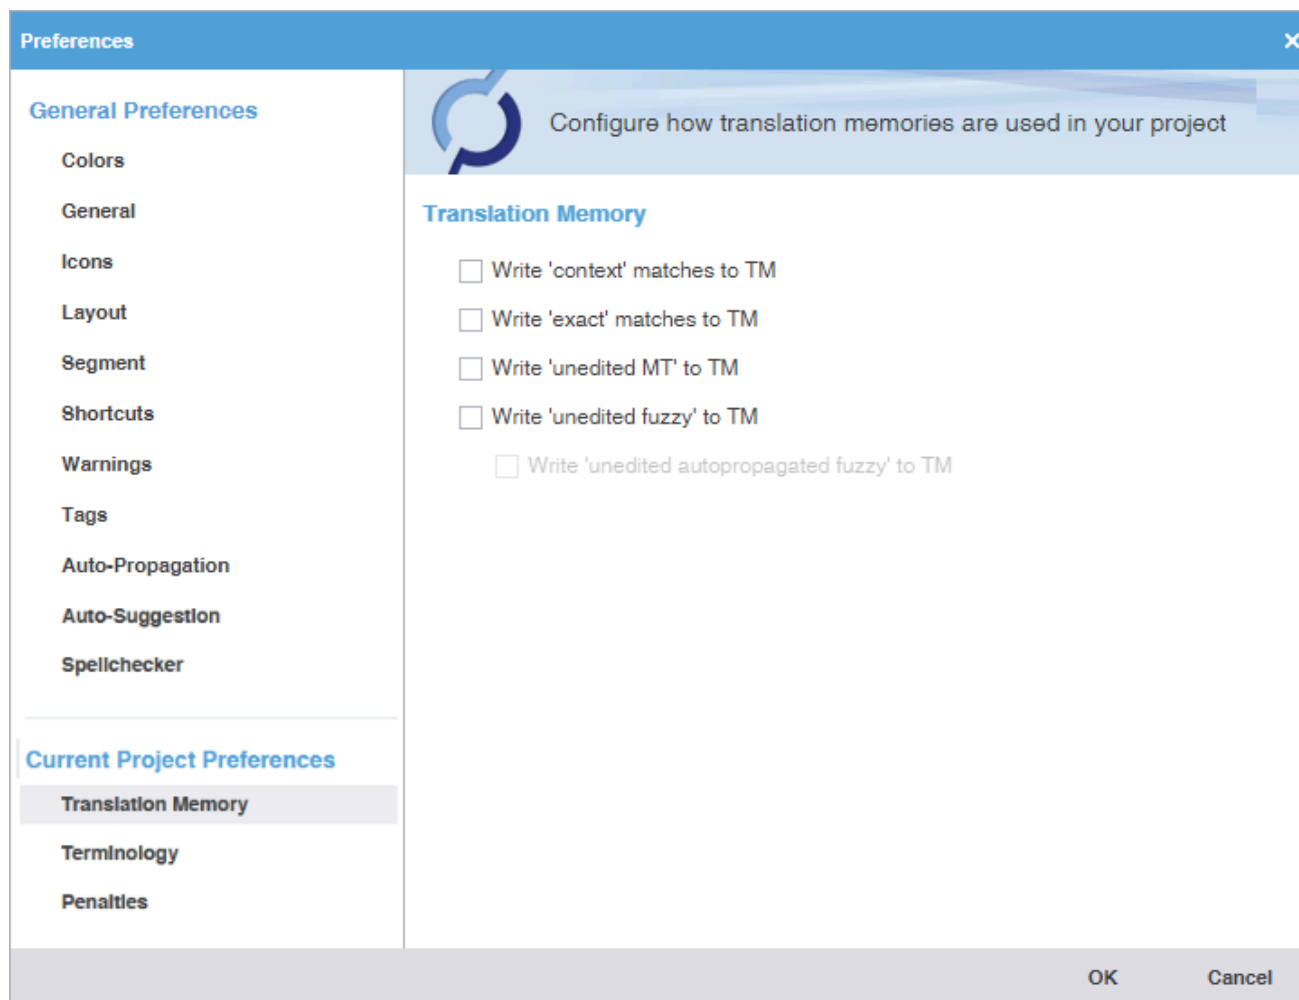 Preferences
General Preferences
Colors
General
Icons
Layout
Segment
Shortcuts
Warnings
Tags
Auto-Propagation
Auto-Suggestion
Spellchecker
Current Project Preferences
Translation Memory
Terminology
Penalties
Configure how translation memories are used in your project
Translation Memory
Write 'context' matches to TM
Write 'exact' matches to TM
Write 'unedited MT' to TM
Write 'unedited fuzzy' to TM
Write 'unedited autopropagated fuzzy' to TM
OK Cancel